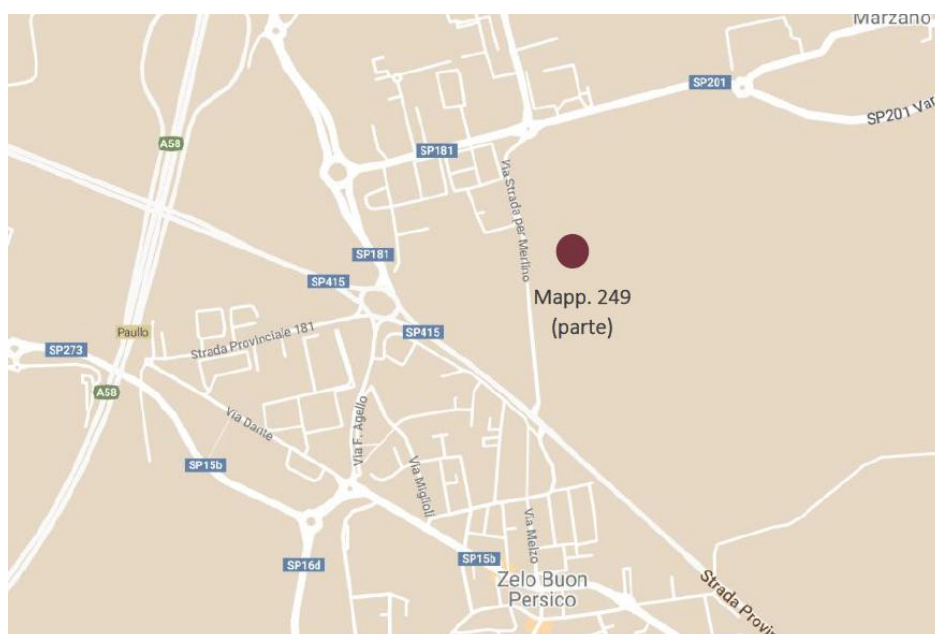 Marzano
SP201
SP201 Var
A58
SP181
Via Strada per Merlino
SP181
SP415
Mapp. 249
(parte)
Paullo
Strada Provinciale 181
SP415
SP273
A58
Via Dante
Via F. Agello
SP15b
Via Miglioli
Via Melzo
SP15b
SP16d
Zelo Buon
Persico
Strada Provin